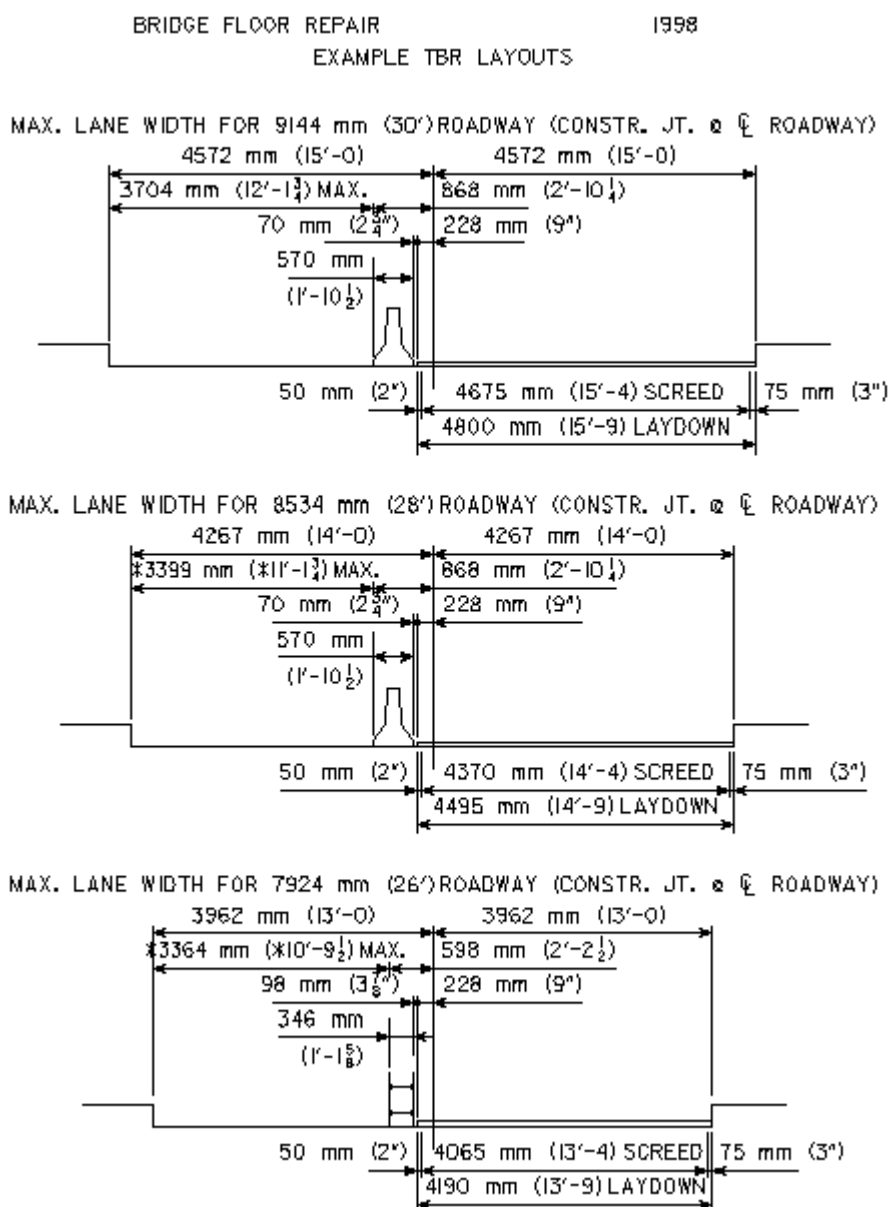 BRIDGE FLOOR REPAIR 1998
EXAMPLE TBR LAYOUTS
MAX. LANE WIDTH FOR 9144 mm (30′) ROADWAY (CONSTR. JT. @ ℄ ROADWAY)
4572 mm (15′-0) 4572 mm (15′-0)
3704 mm (12′-1¾) MAX. 868 mm (2′-10¼)
70 mm (2¾″) 228 mm (9″)
570 mm
(1′-10½)
50 mm (2″) 4675 mm (15′-4) SCREED 75 mm (3″)
4800 mm (15′-9) LAYDOWN
MAX. LANE WIDTH FOR 8534 mm (28′) ROADWAY (CONSTR. JT. @ ℄ ROADWAY)
4267 mm (14′-0) 4267 mm (14′-0)
*3399 mm (*11′-1¾) MAX. 868 mm (2′-10¼)
70 mm (2¾″) 228 mm (9″)
570 mm
(1′-10½)
50 mm (2″) 4370 mm (14′-4) SCREED 75 mm (3″)
4495 mm (14′-9) LAYDOWN
MAX. LANE WIDTH FOR 7924 mm (26′) ROADWAY (CONSTR. JT. @ ℄ ROADWAY)
3962 mm (13′-0) 3962 mm (13′-0)
*3364 mm (*10′-9½) MAX. 598 mm (2′-2½)
98 mm (3⅞″) 228 mm (9″)
346 mm
(1′-1⅝)
50 mm (2″) 4065 mm (13′-4) SCREED 75 mm (3″)
4190 mm (13′-9) LAYDOWN